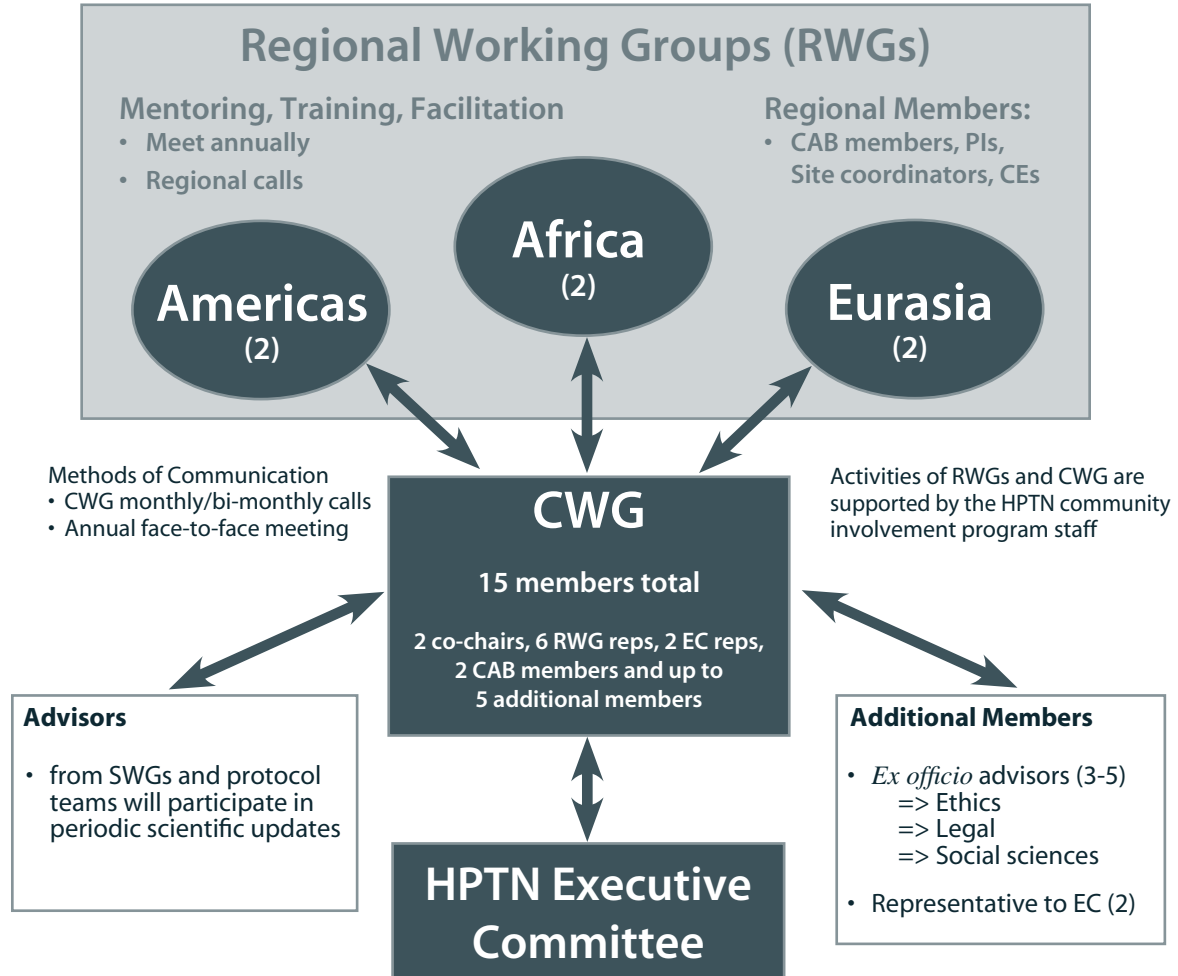 Regional Working Groups (RWGs)
Mentoring, Training, Facilitation
• Meet annually
• Regional calls
Regional Members:
• CAB members, PIs,
Site coordinators, CEs
Americas
(2)
Africa
(2)
Eurasia
(2)
Methods of Communication
• CWG monthly/bi-monthly calls
• Annual face-to-face meeting
Activities of RWGs and CWG are
supported by the HPTN community
involvement program staff
CWG
15 members total
2 co-chairs, 6 RWG reps, 2 EC reps,
2 CAB members and up to
5 additional members
Advisors
• from SWGs and protocol
teams will participate in
periodic scientific updates
Additional Members
• Ex officio advisors (3-5)
=> Ethics
=> Legal
=> Social sciences
• Representative to EC (2)
HPTN Executive
Committee